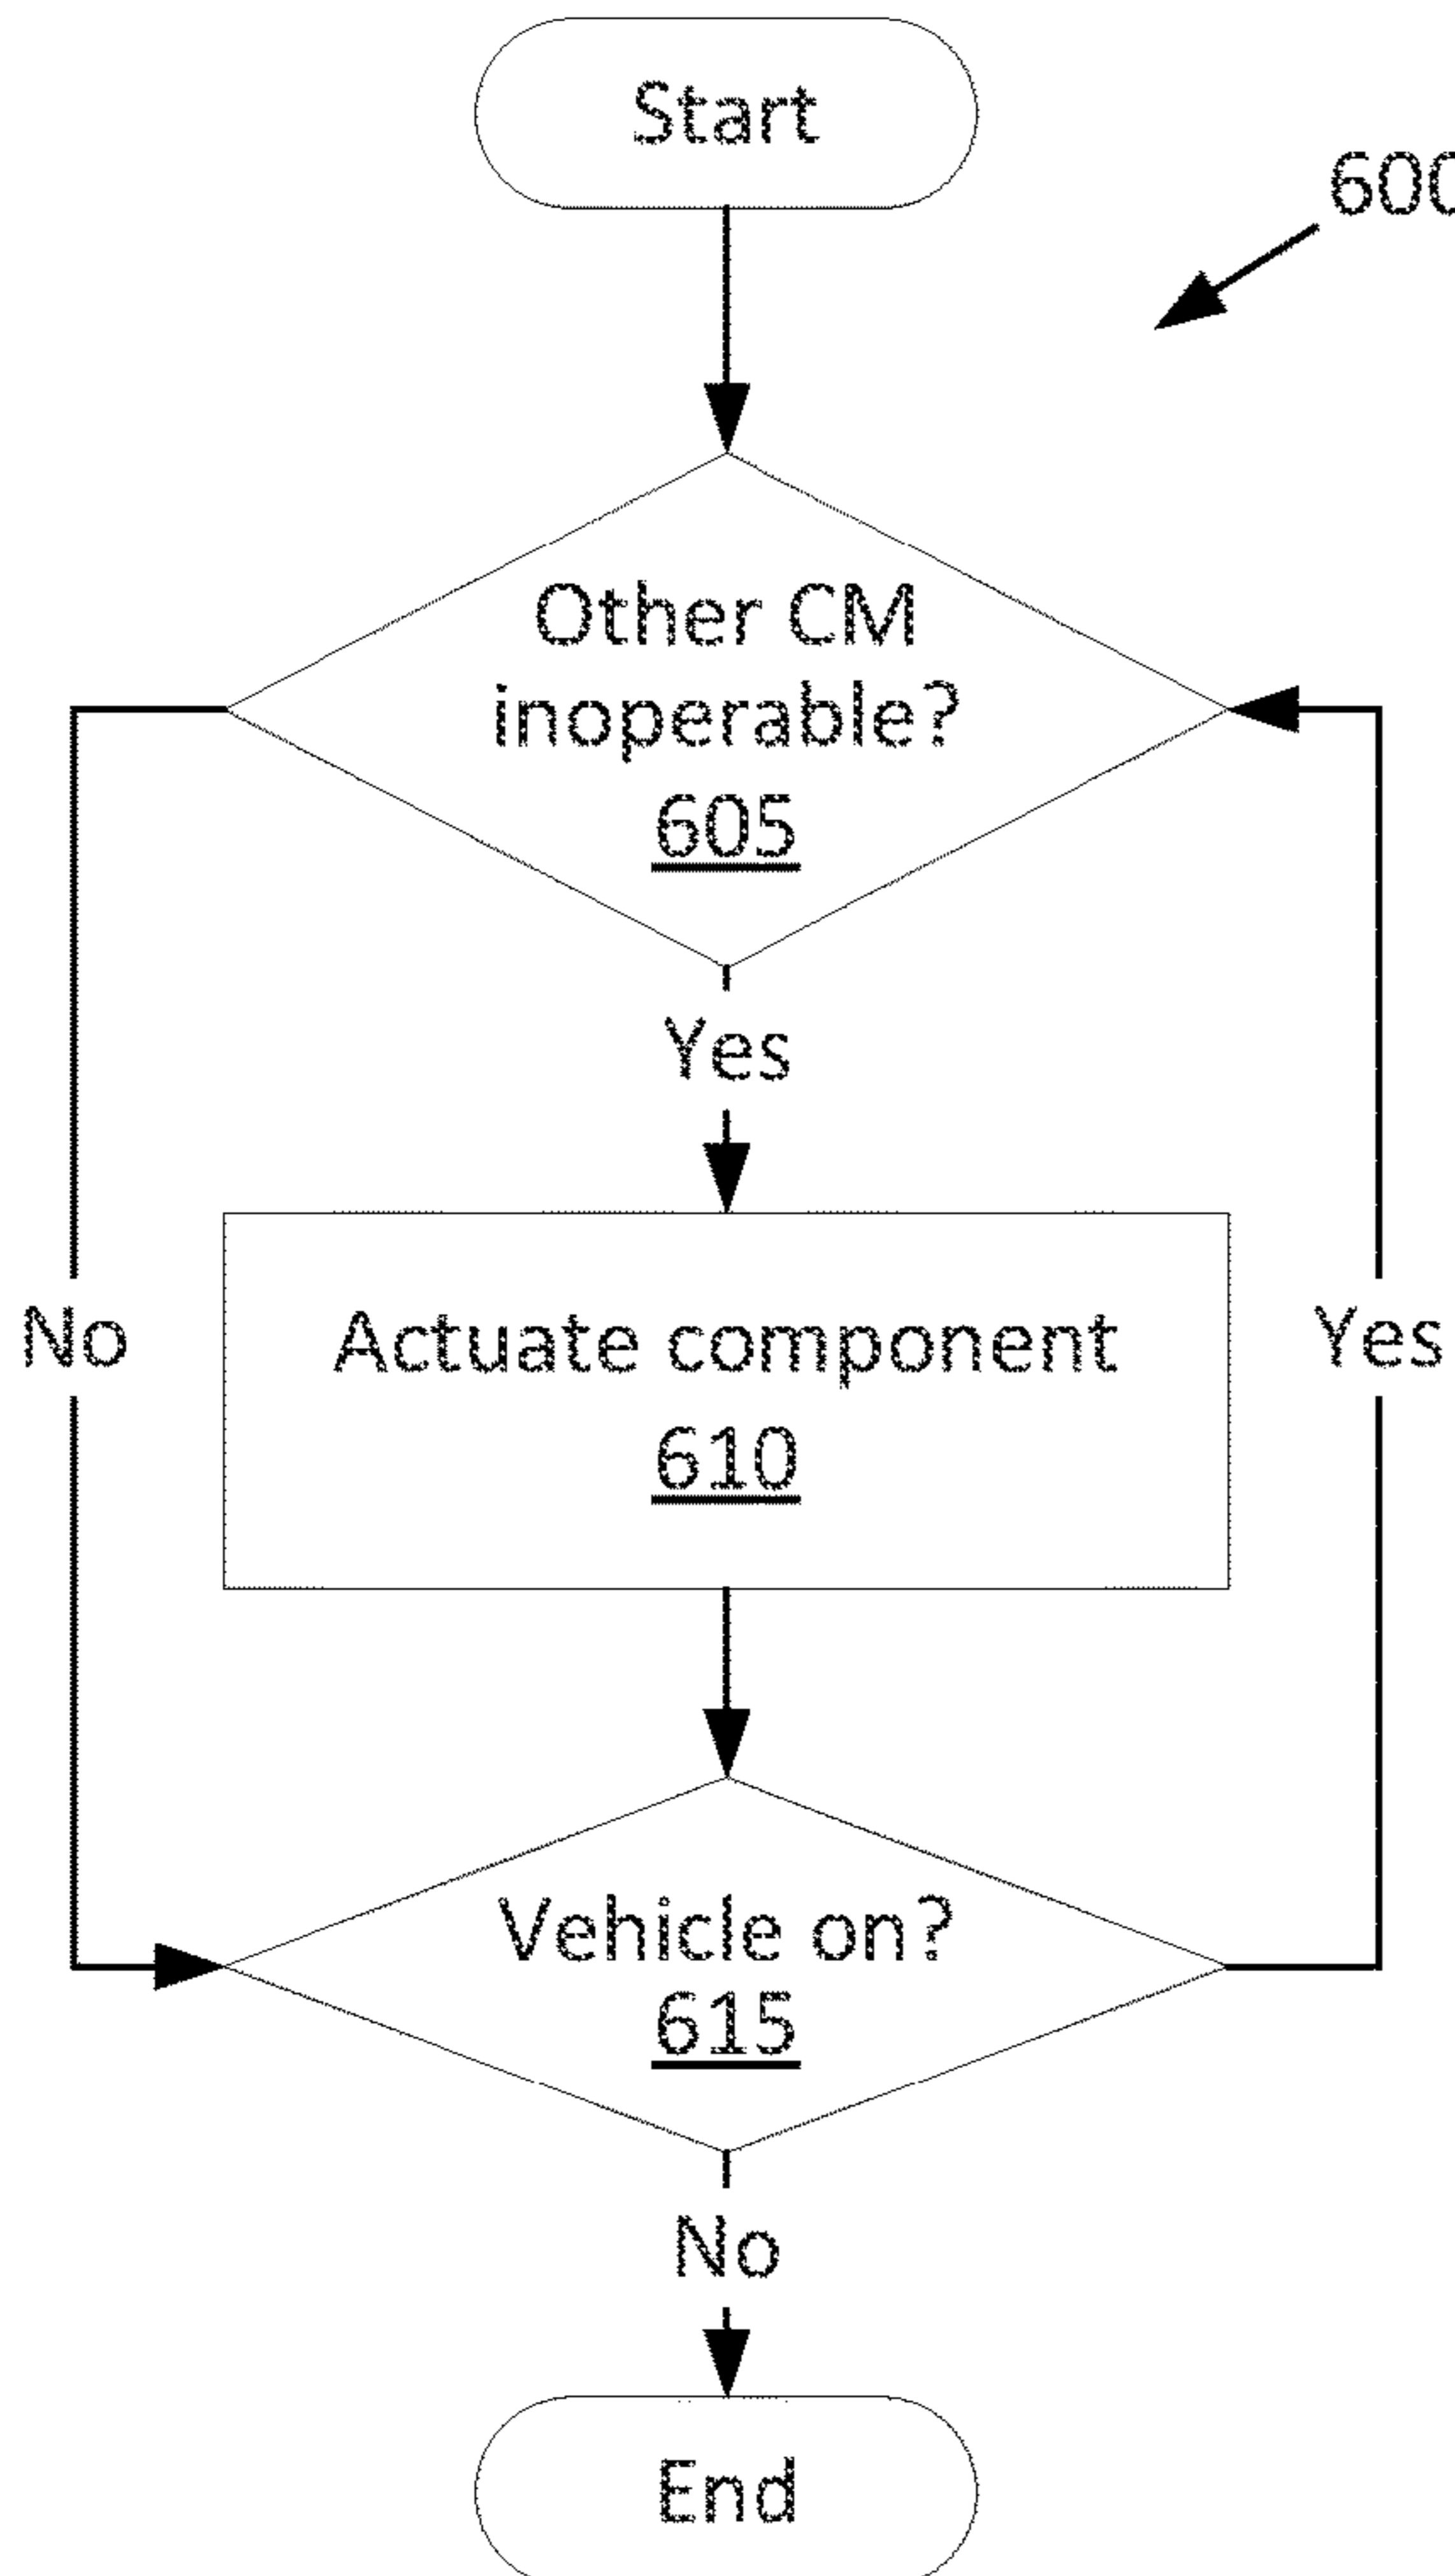 Start
600
Other CM
inoperable?
605
Yes
No
Actuate component
610
Yes
Vehicle on?
615
No
End